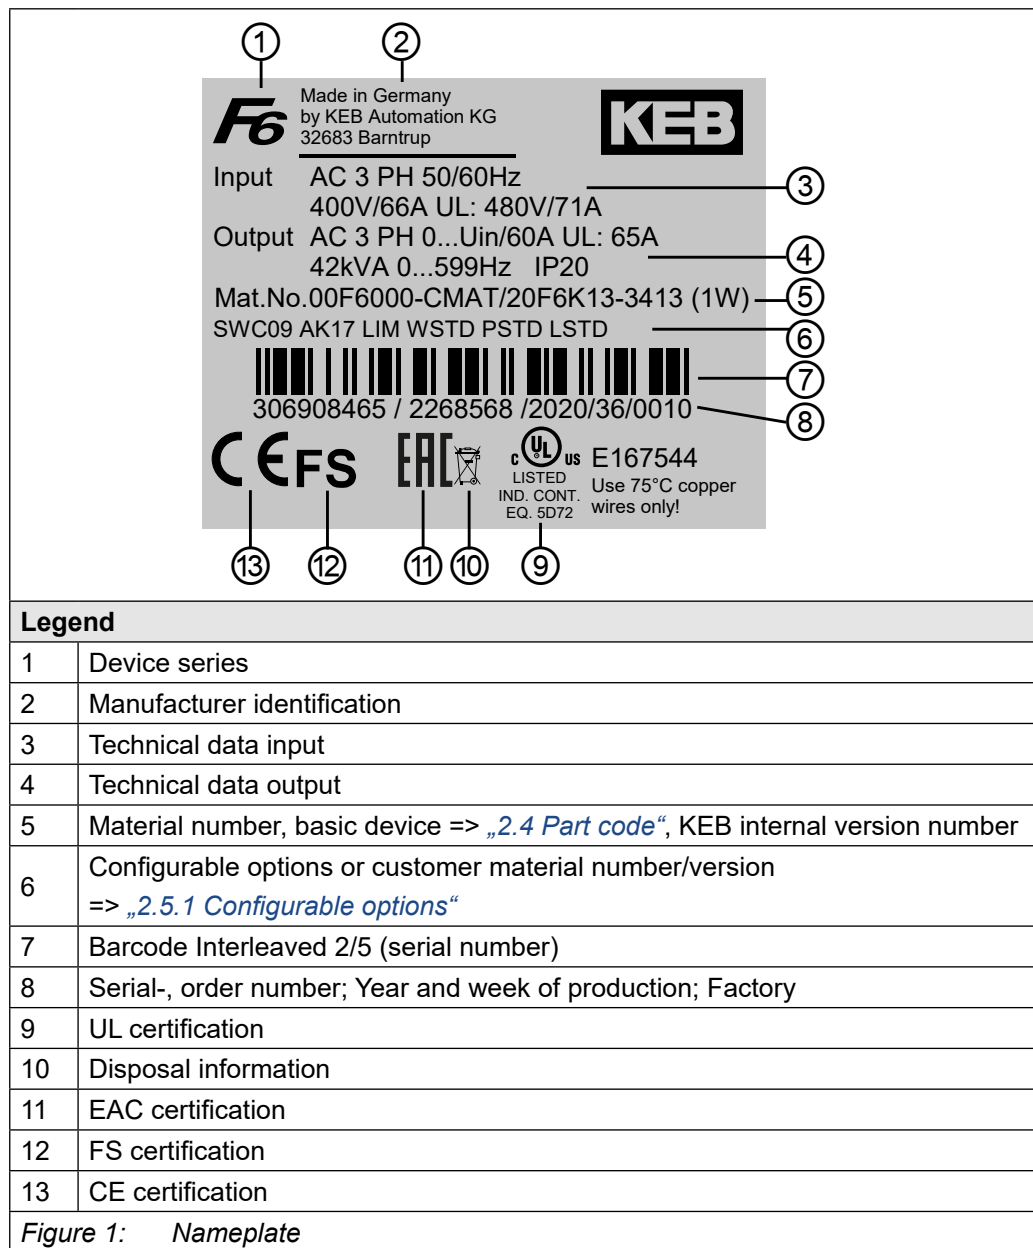 ① ②
F6 Made in Germany
by KEB Automation KG
32683 Barntrup
KEB
Input AC 3 PH 50/60Hz
400V/66A UL: 480V/71A ③
Output AC 3 PH 0...Uin/60A UL: 65A
42kVA 0...599Hz IP20 ④
Mat.No.00F6000-CMAT/20F6K13-3413 (1W) ⑤
SWC09 AK17 LIM WSTD PSTD LSTD ⑥
⑦
306908465 / 2268568 /2020/36/0010 ⑧
CE FS EAC c UL us E167544
LISTED
IND. CONT.
EQ. 5D72
Use 75°C copper
wires only!
⑬ ⑫ ⑪ ⑩ ⑨
Legend
1 Device series
2 Manufacturer identification
3 Technical data input
4 Technical data output
5 Material number, basic device => „2.4 Part code“, KEB internal version number
6 Configurable options or customer material number/version
=> „2.5.1 Configurable options“
7 Barcode Interleaved 2/5 (serial number)
8 Serial-, order number; Year and week of production; Factory
9 UL certification
10 Disposal information
11 EAC certification
12 FS certification
13 CE certification
Figure 1: Nameplate